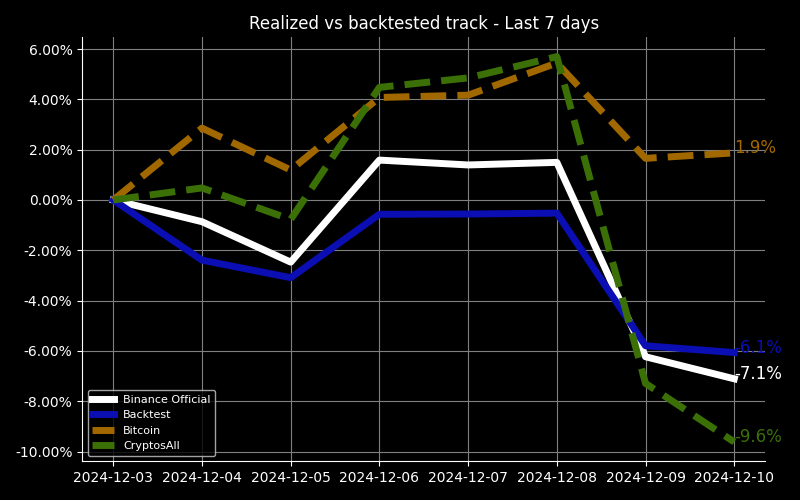 Realized vs backtested track - Last 7 days
6.00%
4.00%
2.00%
0.00%
-2.00%
-4.00%
-6.00%
-8.00%
-10.00%
1.9%
-6.1%
-7.1%
-9.6%
Binance Official
Backtest
Bitcoin
CryptosAll
2024-12-03 2024-12-04 2024-12-05 2024-12-06 2024-12-07 2024-12-08 2024-12-09 2024-12-10